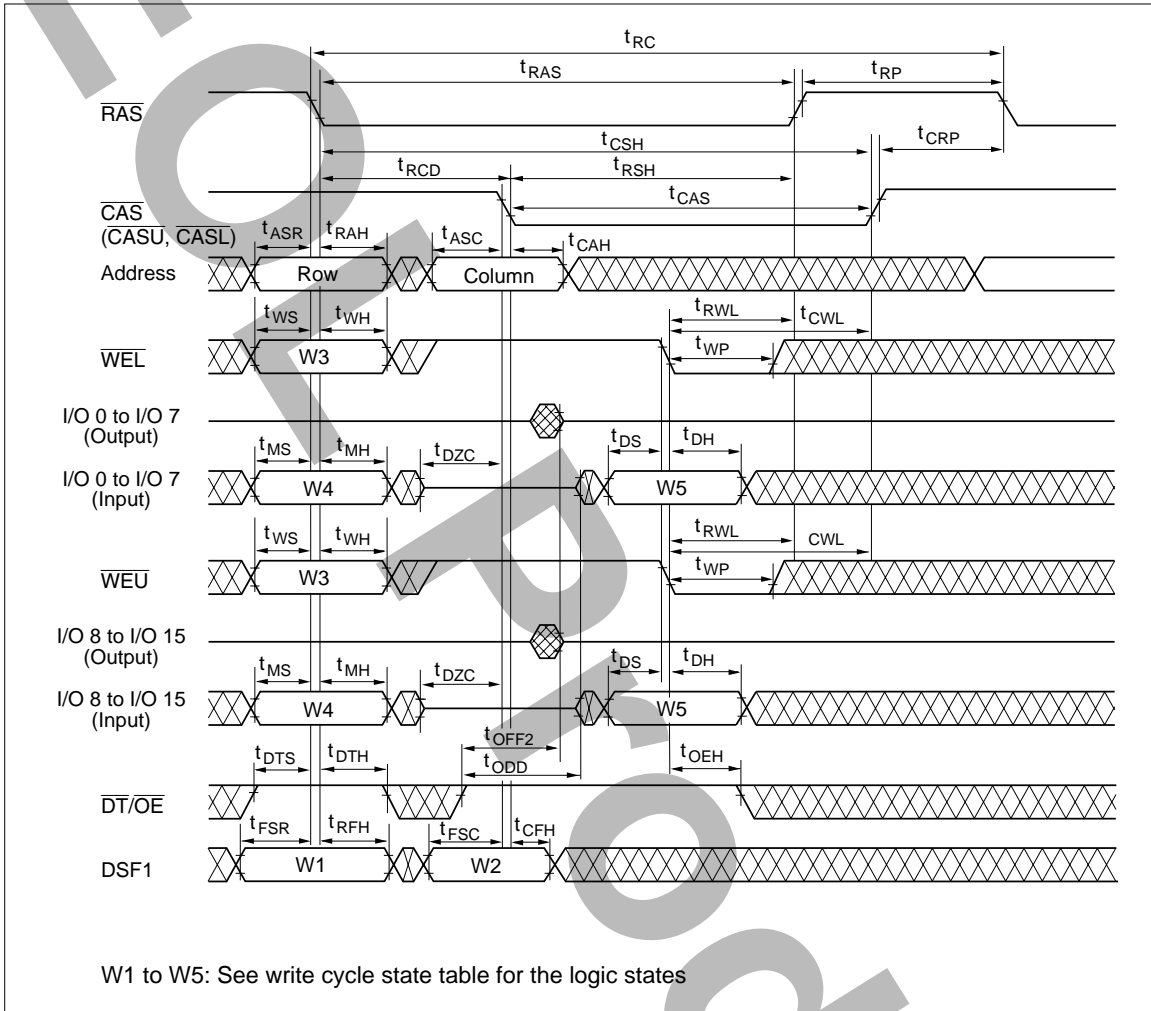 tRC
tRAS tRP
RAS
tCSH tCRP
tRCD tRSH
CAS
(CASU, CASL)
tCAS
tASR tRAH tASC tCAH
Address Row Column
tWS tWH tRWL tCWL
WEL W3 tWP
I/O 0 to I/O 7
(Output)
tMS tMH tDZC tDS tDH
I/O 0 to I/O 7
(Input)
W4 W5
tWS tWH tRWL CWL
WEU W3 tWP
I/O 8 to I/O 15
(Output)
tMS tMH tDZC tDS tDH
I/O 8 to I/O 15
(Input)
W4 W5
tOFF2
tDTS tDTH tODD tOEH
DT/OE
tFSR tRFH tFSC tCFH
DSF1 W1 W2
W1 to W5: See write cycle state table for the logic states